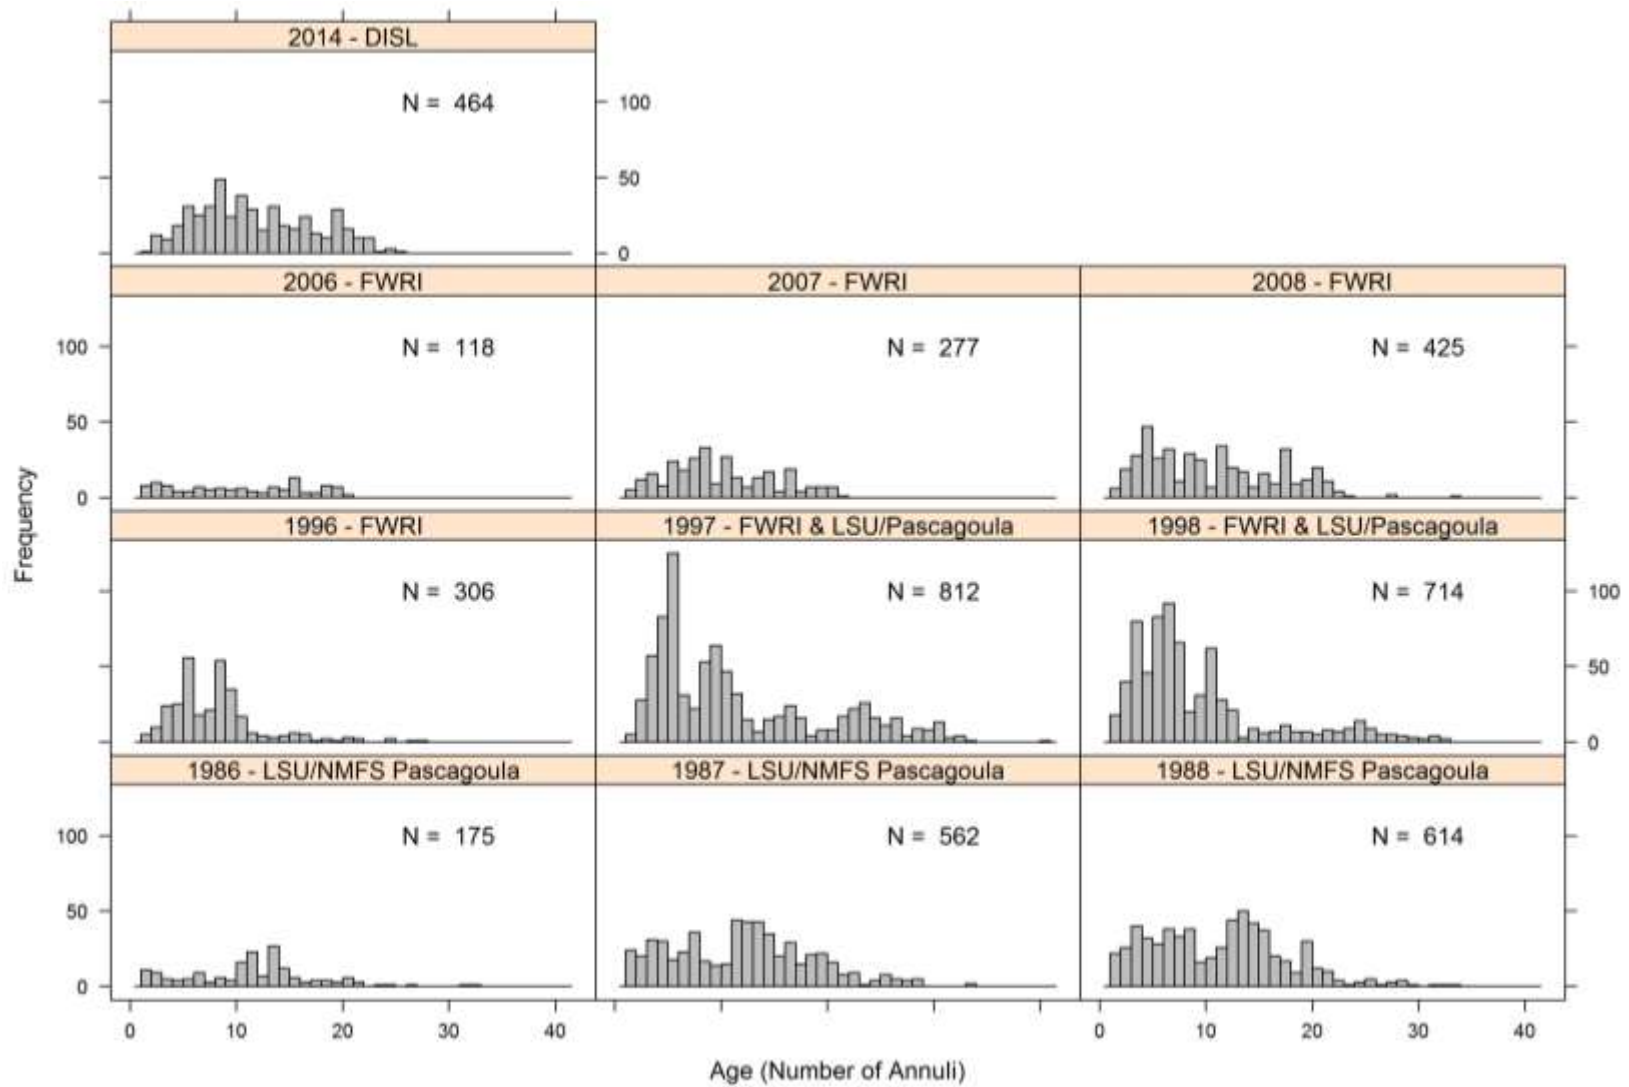 2014 - DISL
N = 464
100
50
0
2006 - FWRI
2007 - FWRI
2008 - FWRI
N = 118
N = 277
N = 425
100
50
0
1996 - FWRI
1997 - FWRI & LSU/Pascagoula
1998 - FWRI & LSU/Pascagoula
N = 306
N = 812
N = 714
100
50
0
1986 - LSU/NMFS Pascagoula
1987 - LSU/NMFS Pascagoula
1988 - LSU/NMFS Pascagoula
N = 175
N = 562
N = 614
100
50
0
0 10 20 30 40
0 10 20 30 40
Frequency
Age (Number of Annuli)